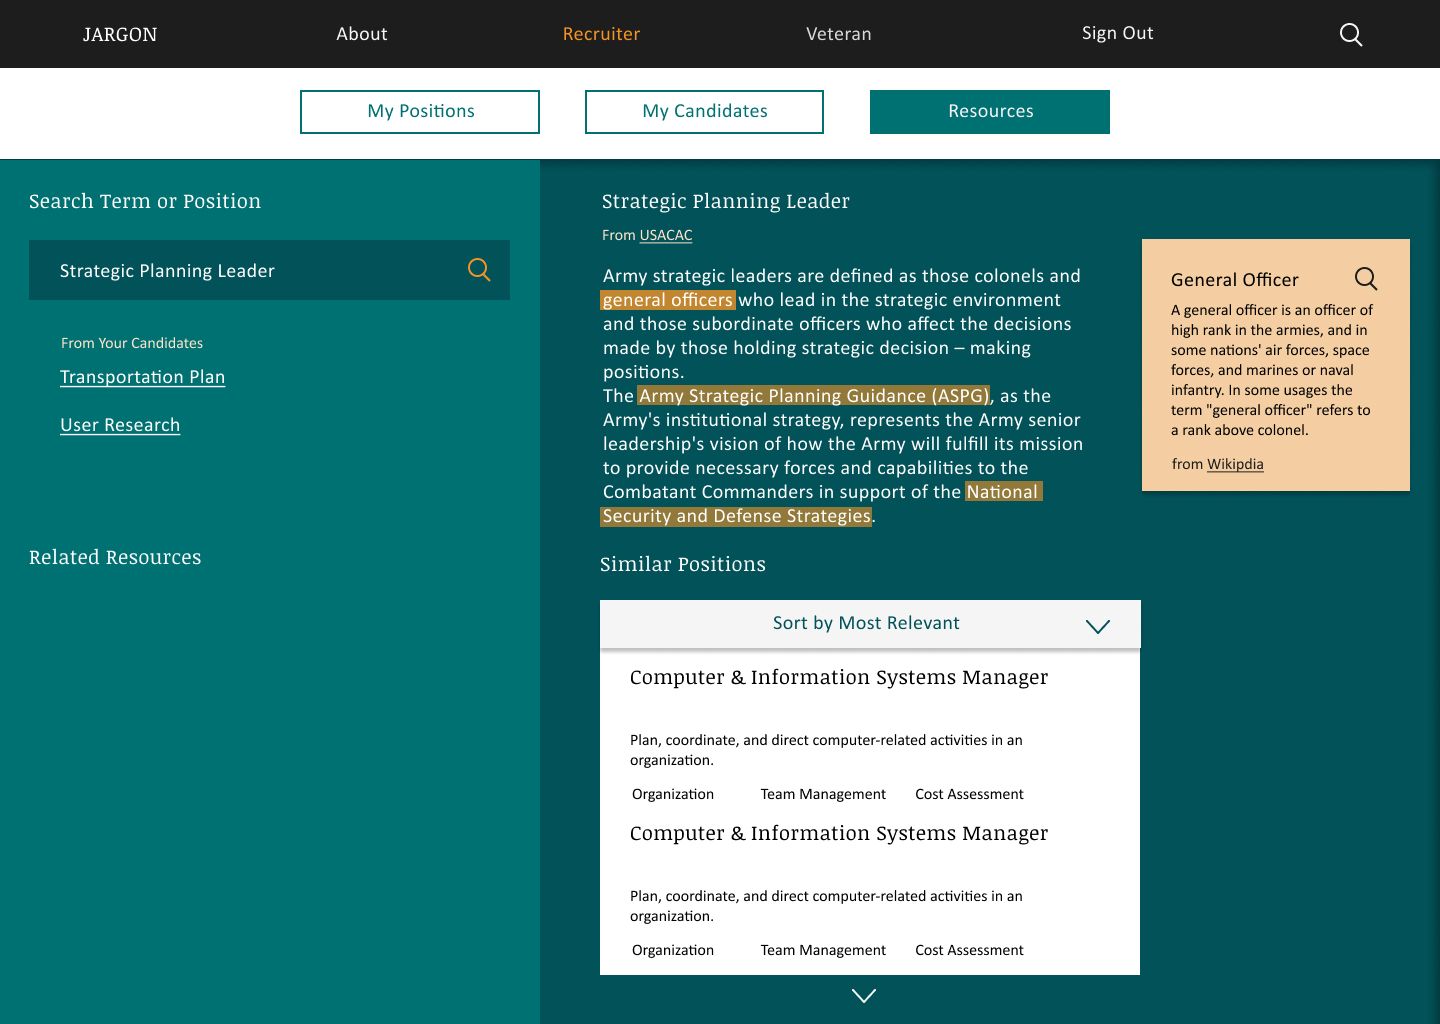 JARGON
About
Recruiter
Veteran
Sign Out
My Positions
My Candidates
Resources
Search Term or Position
Strategic Planning Leader
From Your Candidates
Transportation Plan
User Research
Related Resources
Strategic Planning Leader
From USACAC
Army strategic leaders are defined as those colonels and
general officers who lead in the strategic environment
and those subordinate officers who affect the decisions
made by those holding strategic decision – making
positions.
The Army Strategic Planning Guidance (ASPG), as the
Army's institutional strategy, represents the Army senior
leadership's vision of how the Army will fulfill its mission
to provide necessary forces and capabilities to the
Combatant Commanders in support of the National
Security and Defense Strategies.
General Officer
A general officer is an officer of
high rank in the armies, and in
some nations' air forces, space
forces, and marines or naval
infantry. In some usages the
term "general officer" refers to
a rank above colonel.
from Wikipdia
Similar Positions
Sort by Most Relevant
Computer & Information Systems Manager
Plan, coordinate, and direct computer-related activities in an
organization.
Organization
Team Management
Cost Assessment
Computer & Information Systems Manager
Plan, coordinate, and direct computer-related activities in an
organization.
Organization
Team Management
Cost Assessment